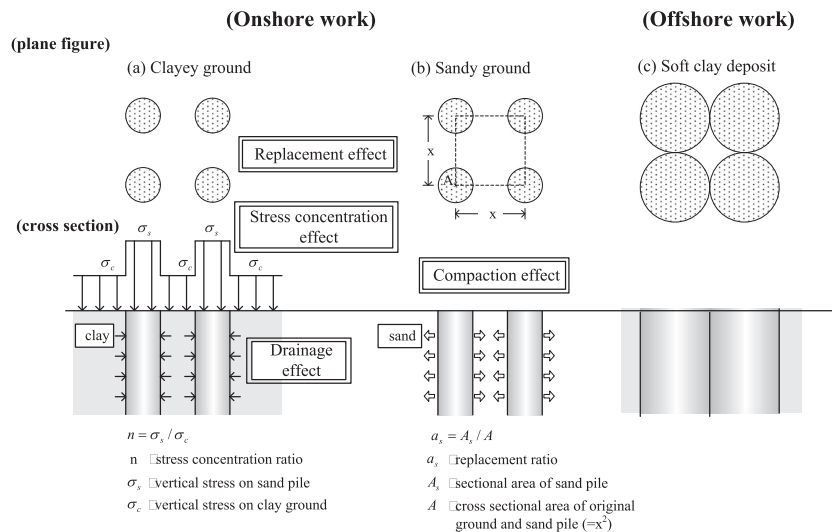 (Onshore work)
(Offshore work)
(plane figure)
(a) Clayey ground
(b) Sandy ground
(c) Soft clay deposit
Replacement effect
x
A
x
Stress concentration
effect
(cross section)
σs
σs
σc
σc
σc
Compaction effect
clay
sand
Drainage
effect
n = σs / σc
n □stress concentration ratio
σs □vertical stress on sand pile
σc □vertical stress on clay ground
as = As / A
as □replacement ratio
As □sectional area of sand pile
A □cross sectional area of original
ground and sand pile (=x²)